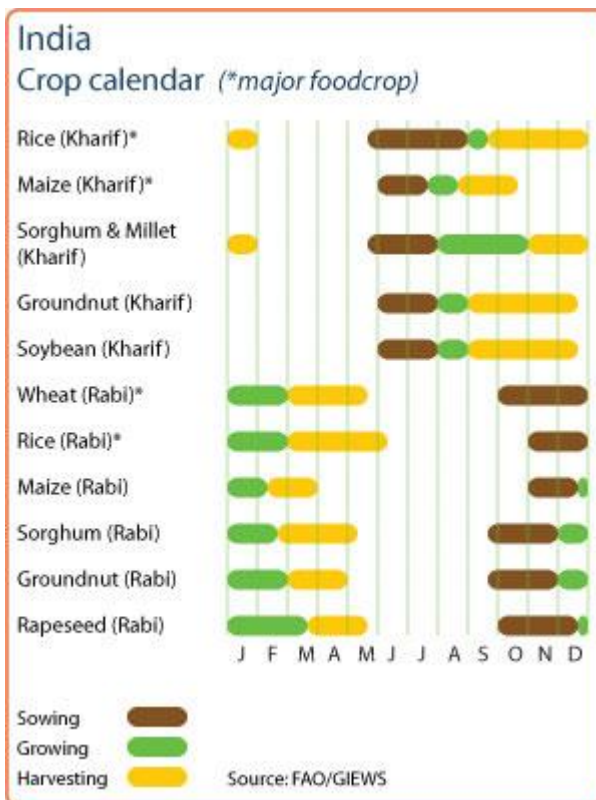 India
Crop calendar (*major foodcrop)
Rice (Kharif)*
Maize (Kharif)*
Sorghum & Millet
(Kharif)
Groundnut (Kharif)
Soybean (Kharif)
Wheat (Rabi)*
Rice (Rabi)*
Maize (Rabi)
Sorghum (Rabi)
Groundnut (Rabi)
Rapeseed (Rabi)
J F M A M J J A S O N D
Sowing
Growing
Harvesting
Source: FAO/GIEWS